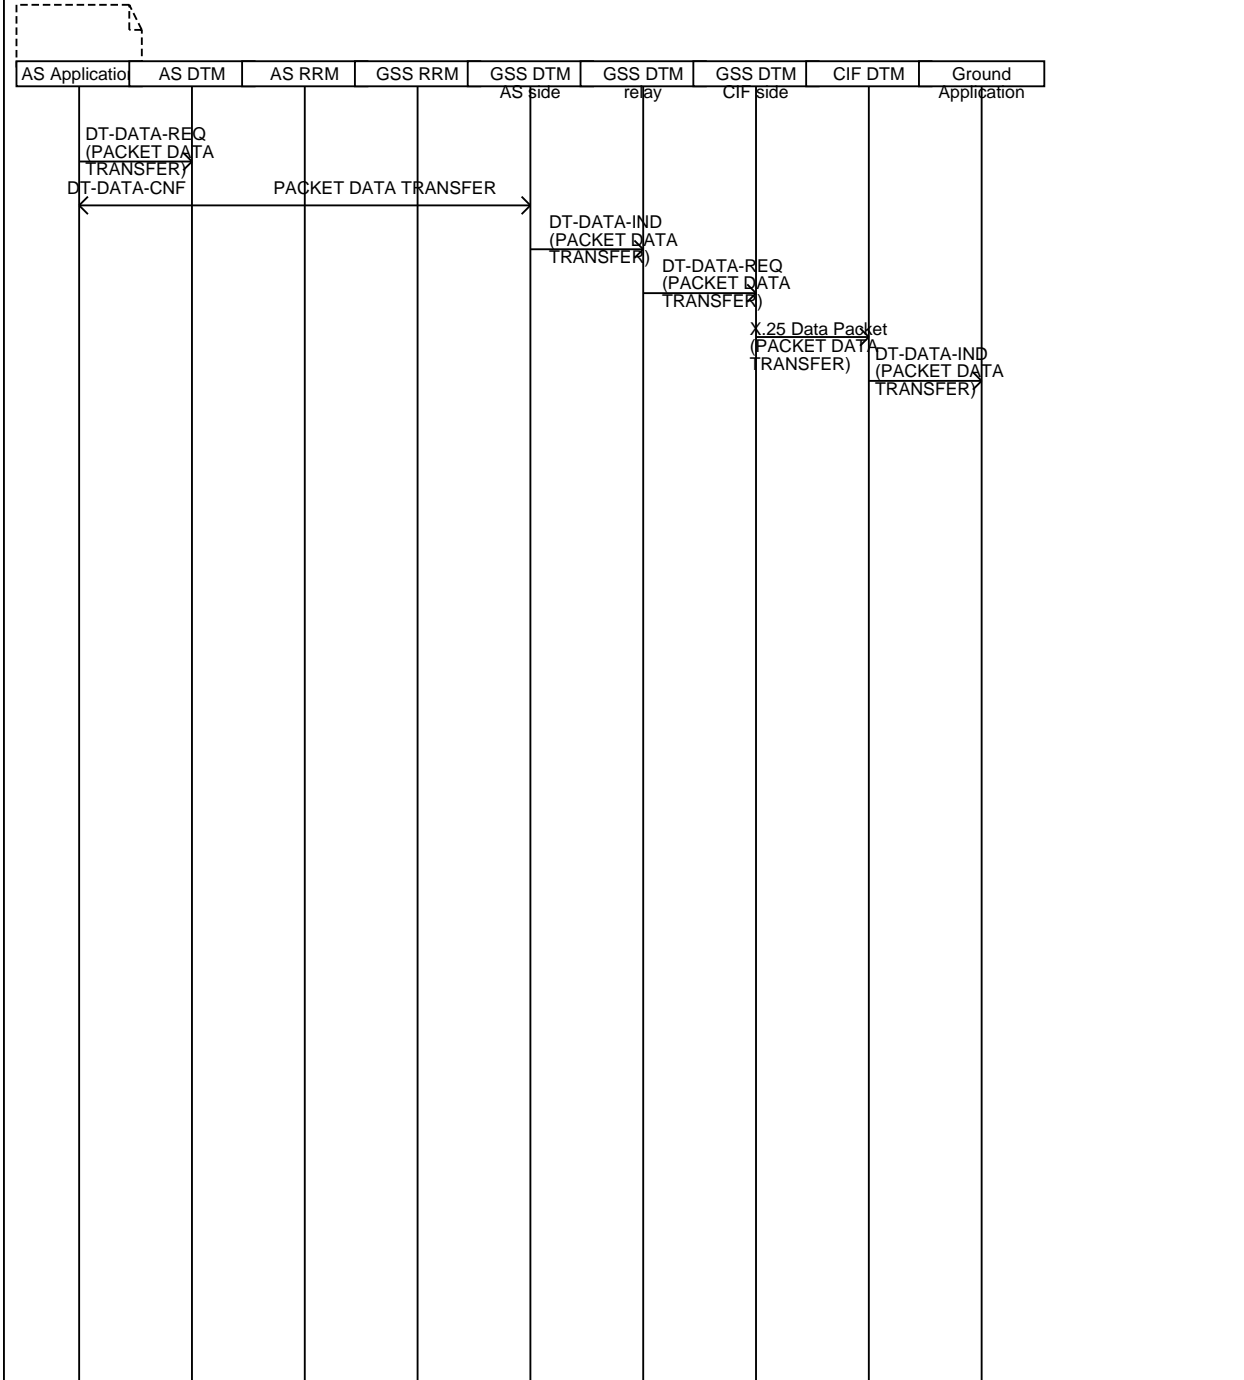 AS Application
AS DTM
AS RRM
GSS RRM
GSS DTM
AS side
GSS DTM
relay
GSS DTM
CIF side
CIF DTM
Ground
Application
DT-DATA-REQ
(PACKET DATA
TRANSFER)
DT-DATA-CNF
PACKET DATA TRANSFER
DT-DATA-IND
(PACKET DATA
TRANSFER)
DT-DATA-REQ
(PACKET DATA
TRANSFER)
X.25 Data Packet
(PACKET DATA
TRANSFER)
DT-DATA-IND
(PACKET DATA
TRANSFER)